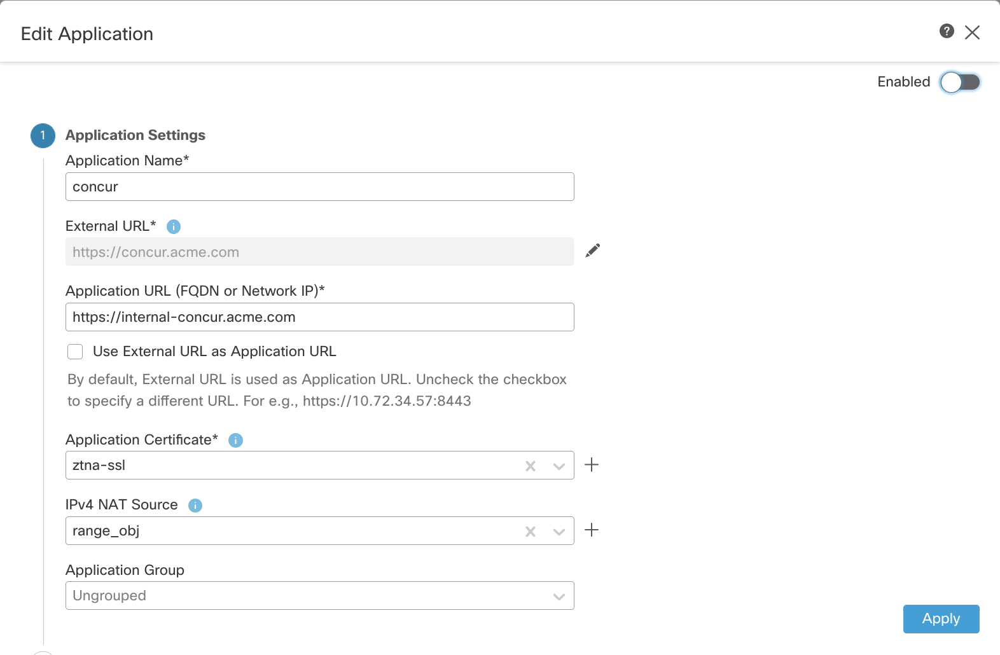 Edit Application
?
Enabled
1 Application Settings
Application Name*
concur
External URL* i
https://concur.acme.com
Application URL (FQDN or Network IP)*
https://internal-concur.acme.com
Use External URL as Application URL
By default, External URL is used as Application URL. Uncheck the checkbox
to specify a different URL. For e.g., https://10.72.34.57:8443
Application Certificate* i
ztna-ssl
IPv4 NAT Source i
range_obj
Application Group
Ungrouped
Apply